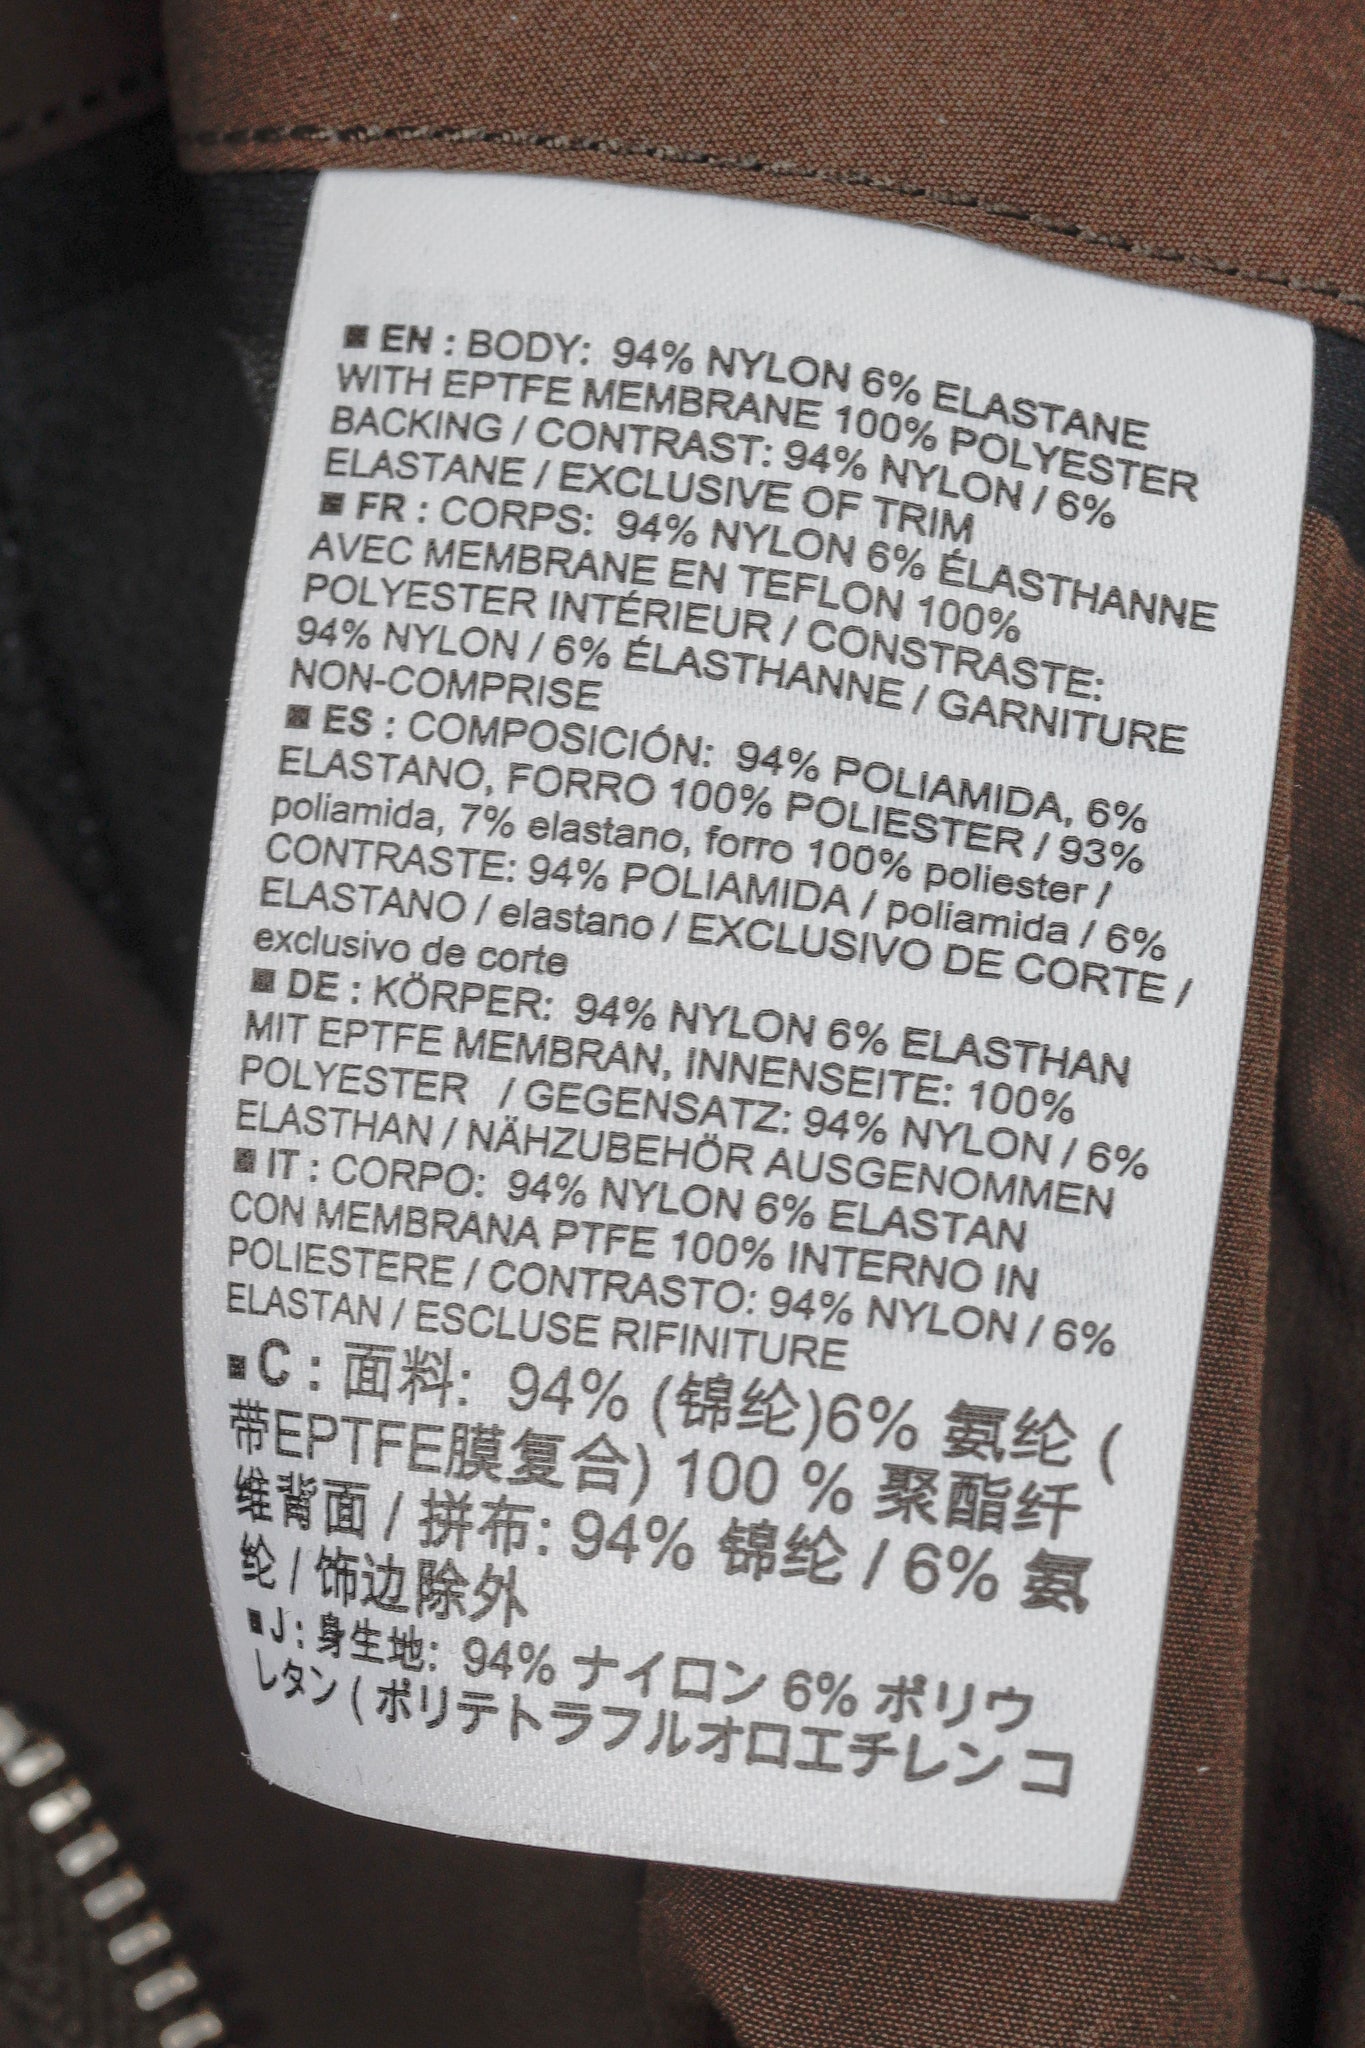 ■ EN : BODY: 94% NYLON 6% ELASTANE
WITH EPTFE MEMBRANE 100% POLYESTER
BACKING / CONTRAST: 94% NYLON / 6%
ELASTANE / EXCLUSIVE OF TRIM
■ FR : CORPS: 94% NYLON 6% ÉLASTHANNE
AVEC MEMBRANE EN TEFLON 100%
POLYESTER INTÉRIEUR / CONSTRASTE:
94% NYLON / 6% ÉLASTHANNE / GARNITURE
NON-COMPRISE
■ ES : COMPOSICIÓN: 94% POLIAMIDA, 6%
ELASTANO, FORRO 100% POLIESTER / 93%
poliamida, 7% elastano, forro 100% poliester /
CONTRASTE: 94% POLIAMIDA / poliamida / 6%
ELASTANO / elastano / EXCLUSIVO DE CORTE /
exclusivo de corte
■ DE : KÖRPER: 94% NYLON 6% ELASTHAN
MIT EPTFE MEMBRAN, INNENSEITE: 100%
POLYESTER / GEGENSATZ: 94% NYLON / 6%
ELASTHAN / NÄHZUBEHÖR AUSGENOMMEN
■ IT : CORPO: 94% NYLON 6% ELASTAN
CON MEMBRANA PTFE 100% INTERNO IN
POLIESTERE / CONTRASTO: 94% NYLON / 6%
ELASTAN / ESCLUSE RIFINITURE
■ C : 面料: 94% (锦纶)6% 氨纶 (
带EPTFE膜复合) 100 % 聚酯纤
维背面 / 拼布: 94% 锦纶 / 6% 氨
纶 / 饰边除外
■ J : 身生地: 94% ナイロン 6% ポリウ
レタン ( ポリテトラフルオロエチレン コ